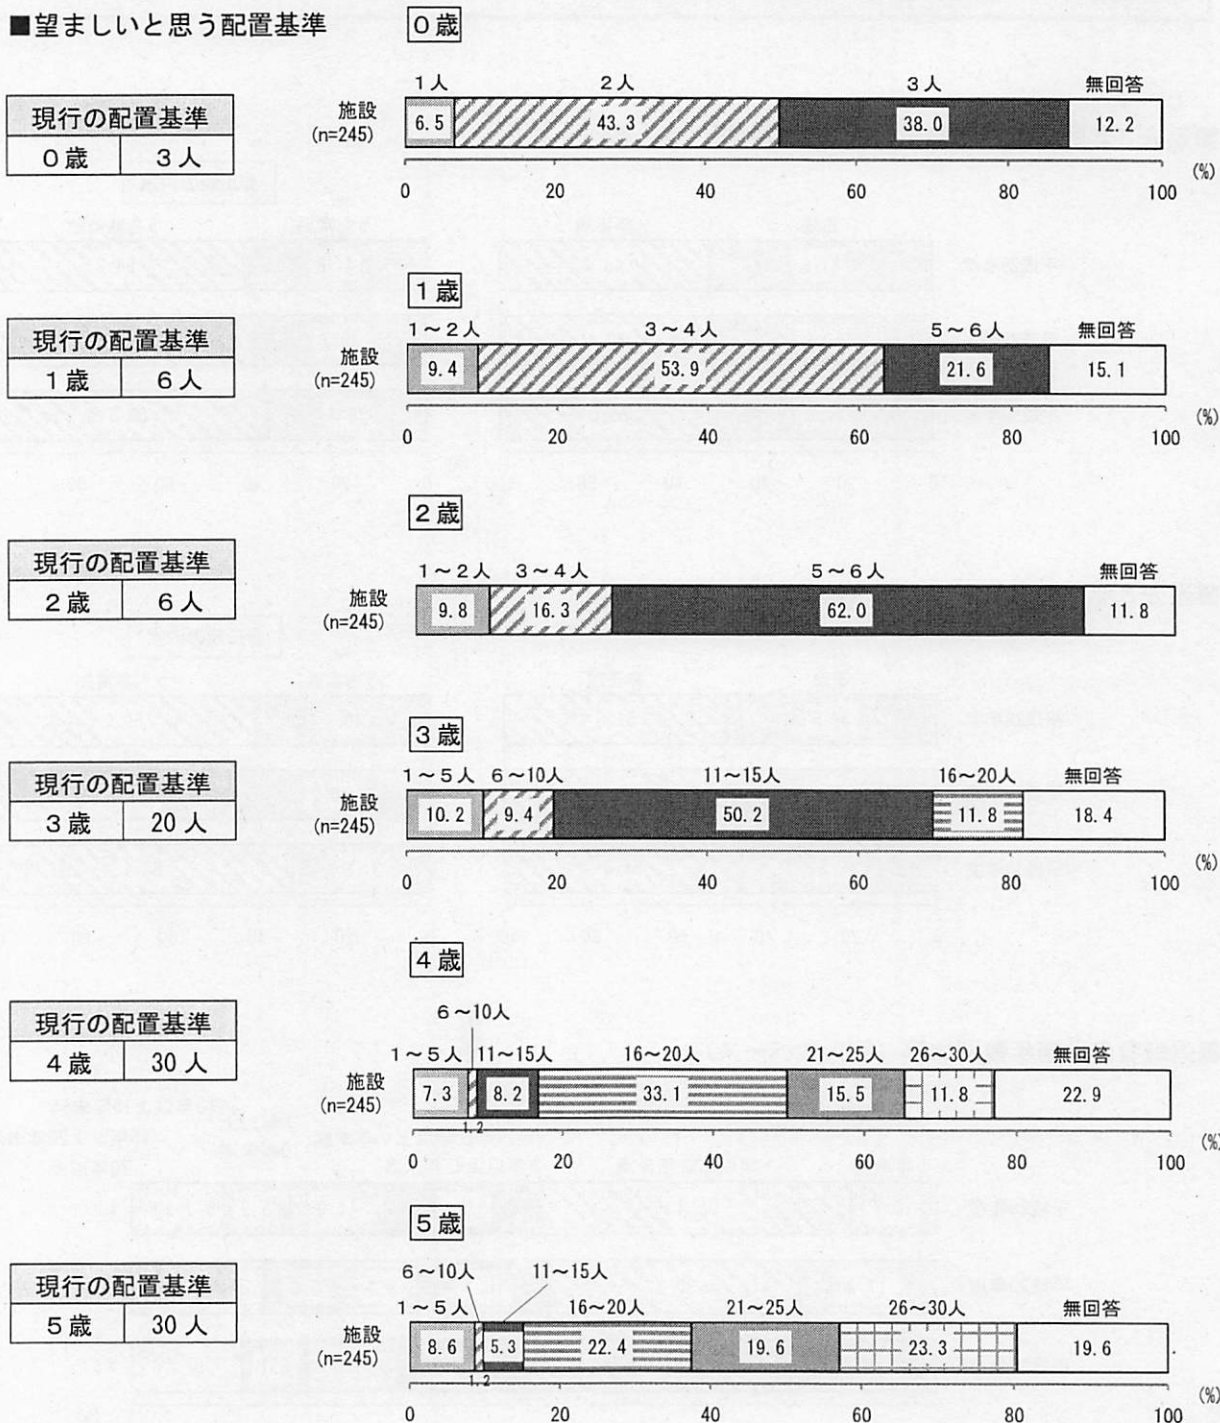 ■望ましいと思う配置基準
0歳
現行の配置基準
0歳 3人
施設
(n=245)
1人 2人 3人 無回答
6.5 43.3 38.0 12.2
0 20 40 60 80 100 (%)
1歳
現行の配置基準
1歳 6人
施設
(n=245)
1～2人 3～4人 5～6人 無回答
9.4 53.9 21.6 15.1
0 20 40 60 80 100 (%)
2歳
現行の配置基準
2歳 6人
施設
(n=245)
1～2人 3～4人 5～6人 無回答
9.8 16.3 62.0 11.8
3歳
現行の配置基準
3歳 20人
施設
(n=245)
1～5人 6～10人 11～15人 16～20人 無回答
10.2 9.4 50.2 11.8 18.4
0 20 40 60 80 100 (%)
4歳
現行の配置基準
4歳 30人
施設
(n=245)
6～10人
1～5人 11～15人 16～20人 21～25人 26～30人 無回答
7.3 8.2 33.1 15.5 11.8 22.9
1.2
0 20 40 60 80 100 (%)
5歳
現行の配置基準
5歳 30人
施設
(n=245)
6～10人 11～15人
1～5人 16～20人 21～25人 26～30人 無回答
8.6 5.3 22.4 19.6 23.3 19.6
1.2
0 20 40 60 80 100 (%)